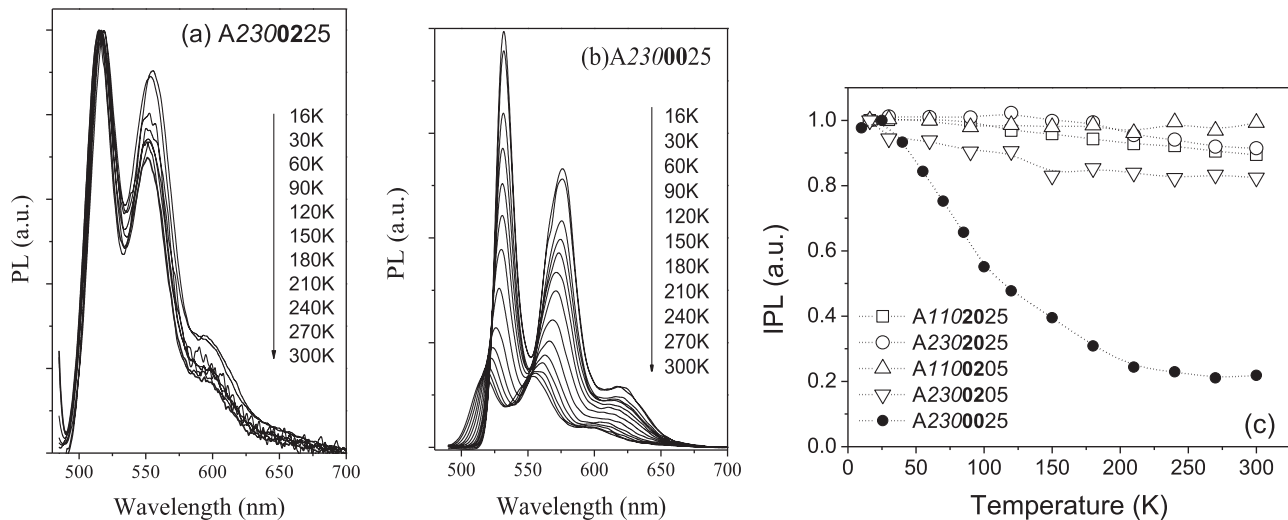 (a) A2300225
16K
30K
60K
90K
120K
150K
180K
210K
240K
270K
300K
PL (a.u.)
500 550 600 650 700
Wavelength (nm)
(b)A2300025
16K
30K
60K
90K
120K
150K
180K
210K
240K
270K
300K
PL (a.u.)
500 550 600 650 700
Wavelength (nm)
1.0
0.8
0.6
0.4
0.2
0.0
IPL (a.u.)
A1102025
A2302025
A1100205
A2300205
A2300025
(c)
0 50 100 150 200 250 300
Temperature (K)